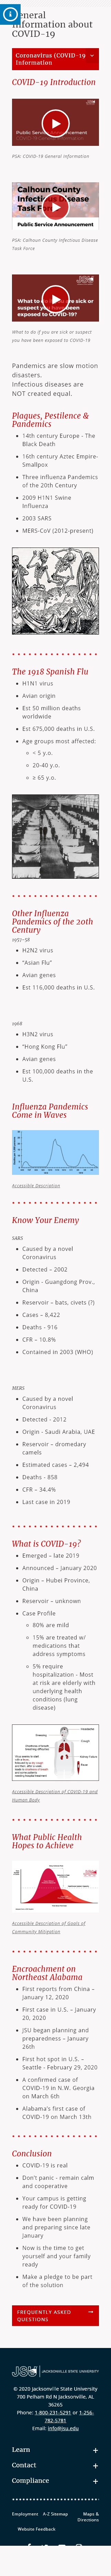 General
Information about
COVID-19
Coronavirus (COVID-19
Information
COVID-19 Introduction
PSA: COVID-19 General Information
Calhoun County
Infectious Disease
Task Force
Public Service Announcement
PSA: Calhoun County Infectious Disease
Task Force
What to do if you are sick or
suspect you have
What to do if you are sick or suspect
you have been exposed to COVID-19
Pandemics are slow motion
disasters.
Infectious diseases are
NOT created equal.
Plagues, Pestilence &
Pandemics
14th century Europe - The
Black Death
16th century Aztec Empire-
Smallpox
Three Influenza Pandemics
of the 20th Century
2009 H1N1 Swine
Influenza
2003 SARS
MERS-CoV (2012-present)
The 1918 Spanish Flu
H1N1 virus
Avian origin
Est 50 million deaths
worldwide
Est 675,000 deaths in U.S.
Age groups most affected:
< 5 y.o.
20-40 y.o.
≥ 65 y.o.
Other Influenza
Pandemics of the 20th
Century
1957-58
H2N2 virus
"Asian Flu"
Avian genes
Est 116,000 deaths in U.S.
1968
H3N2 virus
"Hong Kong Flu"
Avian genes
Est 100,000 deaths in the
U.S.
Influenza Pandemics
Come in Waves
Accessible Description
Know Your Enemy
SARS
Caused by a novel
Coronavirus
Detected – 2002
Origin - Guangdong Prov.,
China
Reservoir – bats, civets (?)
Cases – 8,422
Deaths - 916
CFR – 10.8%
Contained in 2003 (WHO)
Accessible Description
MERS
Caused by a novel
Coronavirus
Detected - 2012
Origin - Saudi Arabia, UAE
Reservoir – dromedary
camels
Estimated cases – 2,494
Deaths - 858
CFR – 34.4%
Last case in 2019
What is COVID-19?
Emerged – late 2019
Announced – January 2020
Origin – Hubei Province,
China
Reservoir – unknown
Case Profile
80% are mild
15% are treated w/
medications that
address symptoms
5% require
hospitalization - Most
at risk are elderly with
underlying health
conditions (lung
disease)
Accessible Description of COVID-19 and
Human Body
What Public Health
Hopes to Achieve
Accessible Description of Goals of
Community Mitigation
Encroachment on
Northeast Alabama
First reports from China –
January 12, 2020
First case in U.S. – January
20, 2020
JSU began planning and
preparedness – January
26th
First hot spot in U.S. –
Seattle - February 29, 2020
A confirmed case of
COVID-19 in N.W. Georgia
on March 6th
Alabama's first case of
COVID-19 on March 13th
Conclusion
COVID-19 is real
Don't panic - remain calm
and cooperative
Your campus is getting
ready for COVID-19
We have been planning
and preparing since late
January
Now is the time to get
yourself and your family
ready
Make a pledge to be part
of the solution
FREQUENTLY ASKED
QUESTIONS
JSU
JACKSONVILLE STATE UNIVERSITY
© 2020 Jacksonville State University
700 Pelham Rd N Jacksonville, AL
36265
Phone: 1-800-231-5291 or 1-256-
782-5781
Email: info@jsu.edu
Learn +
Contact +
Compliance +
Employment A-Z Sitemap Maps &
Directions
Website Feedback